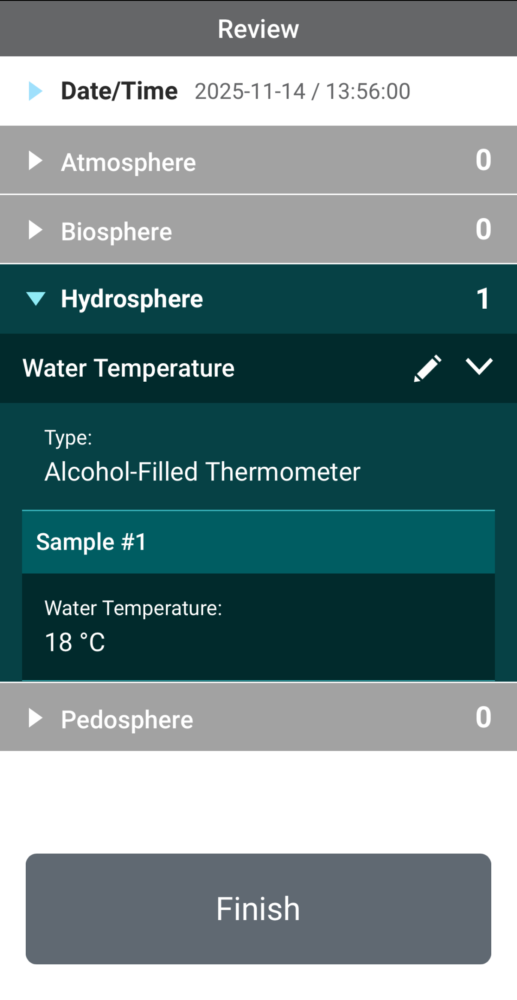 Review
Date/Time 2025-11-14 / 13:56:00
Atmosphere 0
Biosphere 0
Hydrosphere 1
Water Temperature
Type:
Alcohol-Filled Thermometer
Sample #1
Water Temperature:
18 °C
Pedosphere 0
Finish